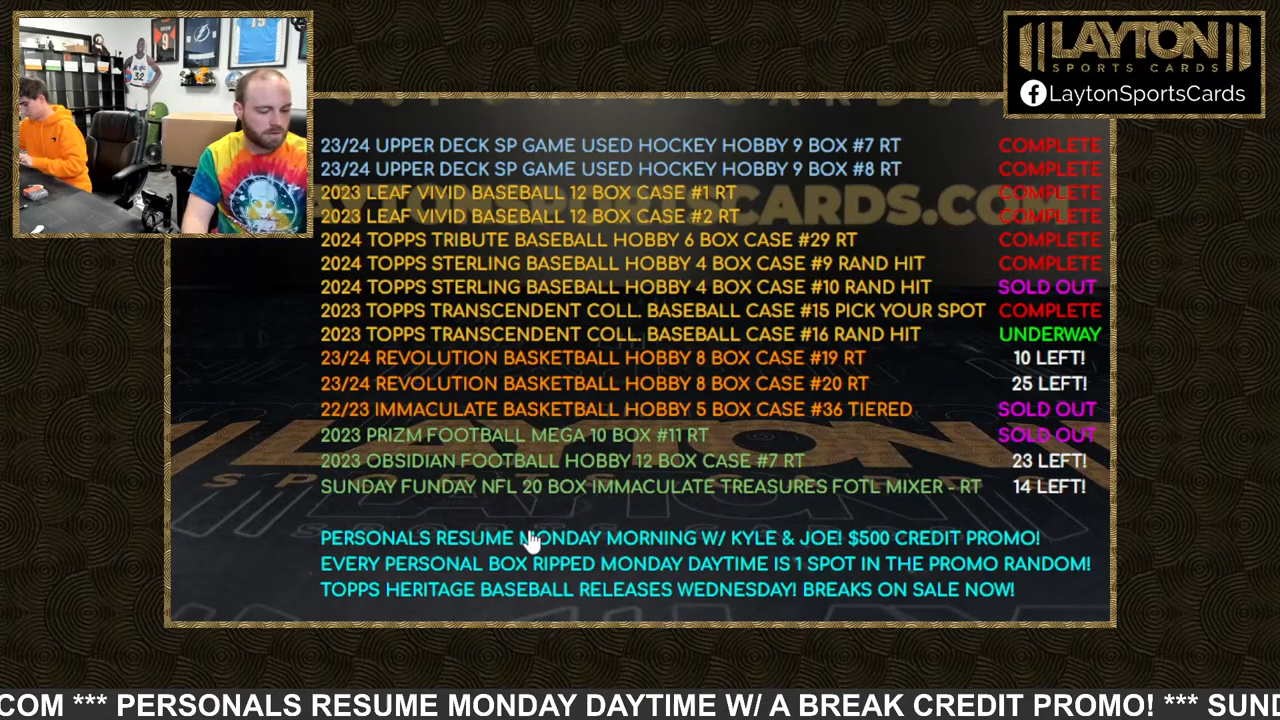 LAYTON
SPORTS CARDS
LaytonSportsCards
23/24 UPPER DECK SP GAME USED HOCKEY HOBBY 9 BOX #7 RT COMPLETE
23/24 UPPER DECK SP GAME USED HOCKEY HOBBY 9 BOX #8 RT COMPLETE
2023 LEAF VIVID BASEBALL 12 BOX CASE #1 RT COMPLETE
2023 LEAF VIVID BASEBALL 12 BOX CASE #2 RT COMPLETE
2024 TOPPS TRIBUTE BASEBALL HOBBY 6 BOX CASE #29 RT COMPLETE
2024 TOPPS STERLING BASEBALL HOBBY 4 BOX CASE #9 RAND HIT COMPLETE
2024 TOPPS STERLING BASEBALL HOBBY 4 BOX CASE #10 RAND HIT SOLD OUT
2023 TOPPS TRANSCENDENT COLL. BASEBALL CASE #15 PICK YOUR SPOT COMPLETE
2023 TOPPS TRANSCENDENT COLL. BASEBALL CASE #16 RAND HIT UNDERWAY
23/24 REVOLUTION BASKETBALL HOBBY 8 BOX CASE #19 RT 10 LEFT!
23/24 REVOLUTION BASKETBALL HOBBY 8 BOX CASE #20 RT 25 LEFT!
22/23 IMMACULATE BASKETBALL HOBBY 5 BOX CASE #36 TIERED SOLD OUT
2023 PRIZM FOOTBALL MEGA 10 BOX #11 RT SOLD OUT
2023 OBSIDIAN FOOTBALL HOBBY 12 BOX CASE #7 RT 23 LEFT!
SUNDAY FUNDAY NFL 20 BOX IMMACULATE TREASURES FOTL MIXER - RT 14 LEFT!
PERSONALS RESUME MONDAY MORNING W/ KYLE & JOE! $500 CREDIT PROMO!
EVERY PERSONAL BOX RIPPED MONDAY DAYTIME IS 1 SPOT IN THE PROMO RANDOM!
TOPPS HERITAGE BASEBALL RELEASES WEDNESDAY! BREAKS ON SALE NOW!
COM *** PERSONALS RESUME MONDAY DAYTIME W/ A BREAK CREDIT PROMO! *** SUNL